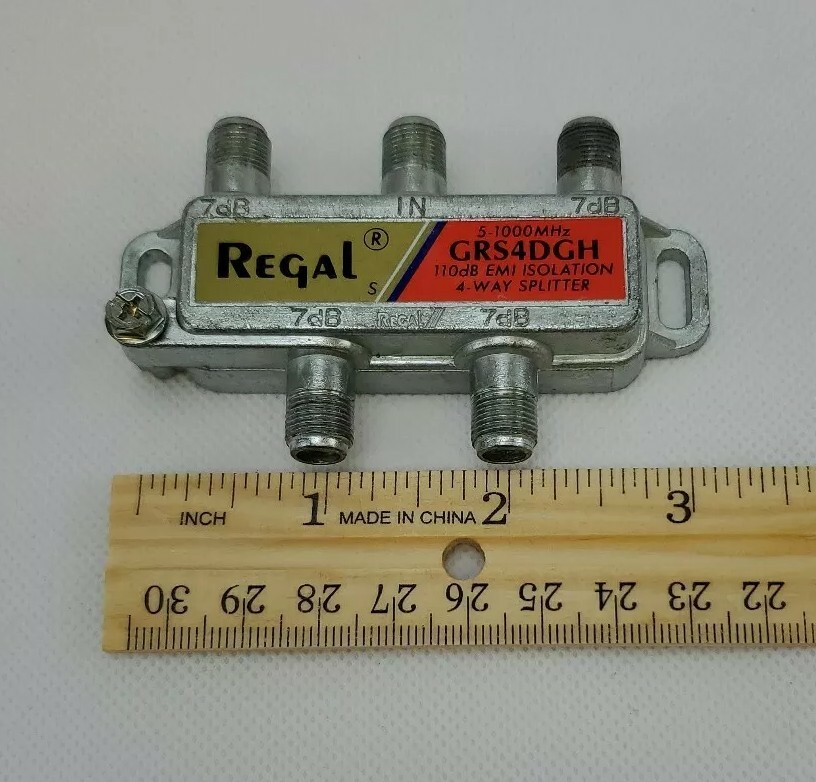 7dB IN 7dB
REGAL®
S
5-1000MHz
GRS4DGH
110dB EMI ISOLATION
4-WAY SPLITTER
7dB REGAL 7dB
1 2 3
INCH MADE IN CHINA
30 29 28 27 26 25 24 23 22